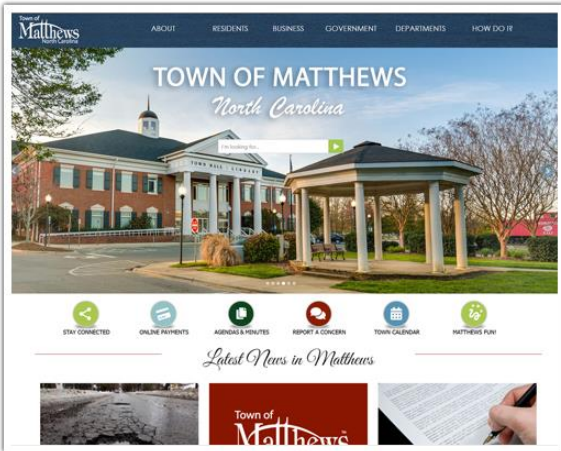 Town of
Matthews
North Carolina
ABOUT
RESIDENTS
BUSINESS
GOVERNMENT
DEPARTMENTS
HOW DO I?
TOWN OF MATTHEWS
North Carolina
I'm looking for...
TOWN HALL · LIBRARY
STAY CONNECTED
ONLINE PAYMENTS
AGENDAS & MINUTES
REPORT A CONCERN
TOWN CALENDAR
MATTHEWS FUN!
Latest News in Matthews
Town of
Matthews